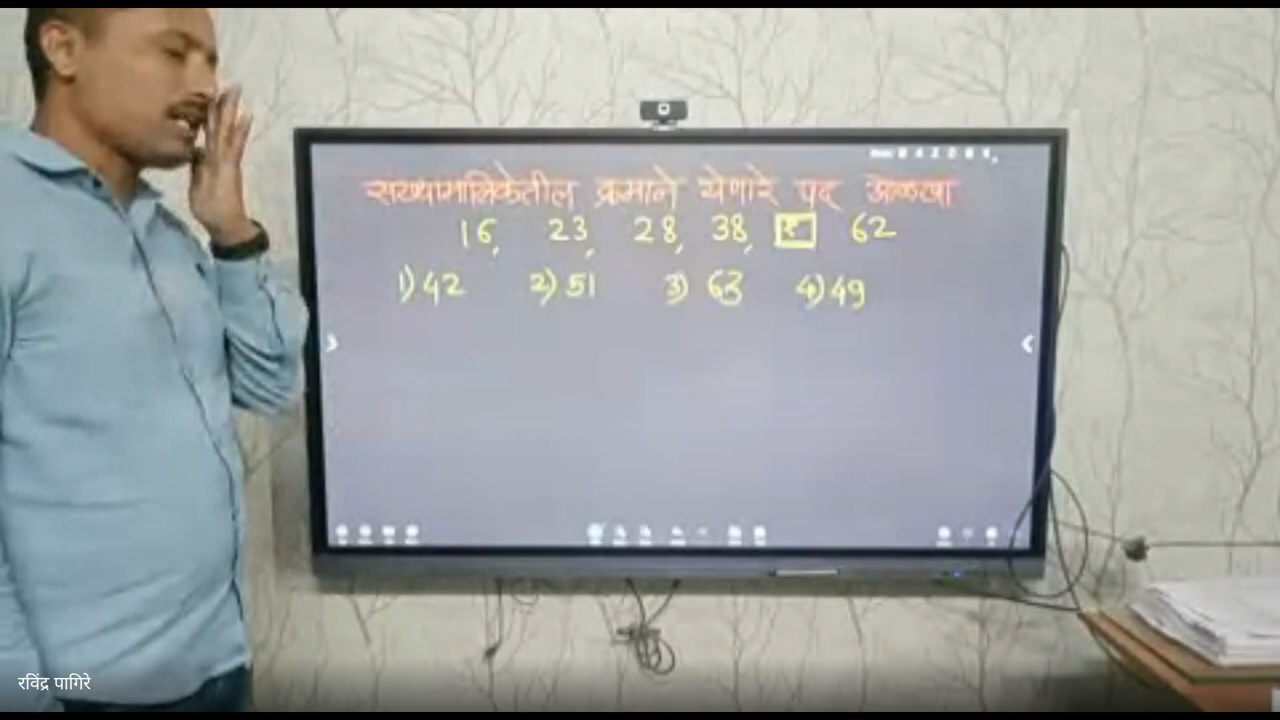 संख्यामालिकेतील क्रमाने येणारे पद ओळखा
16, 23, 28, 38, ? 62
1) 42 2) 51 3) 63 4) 49
रविंद्र पागिरे